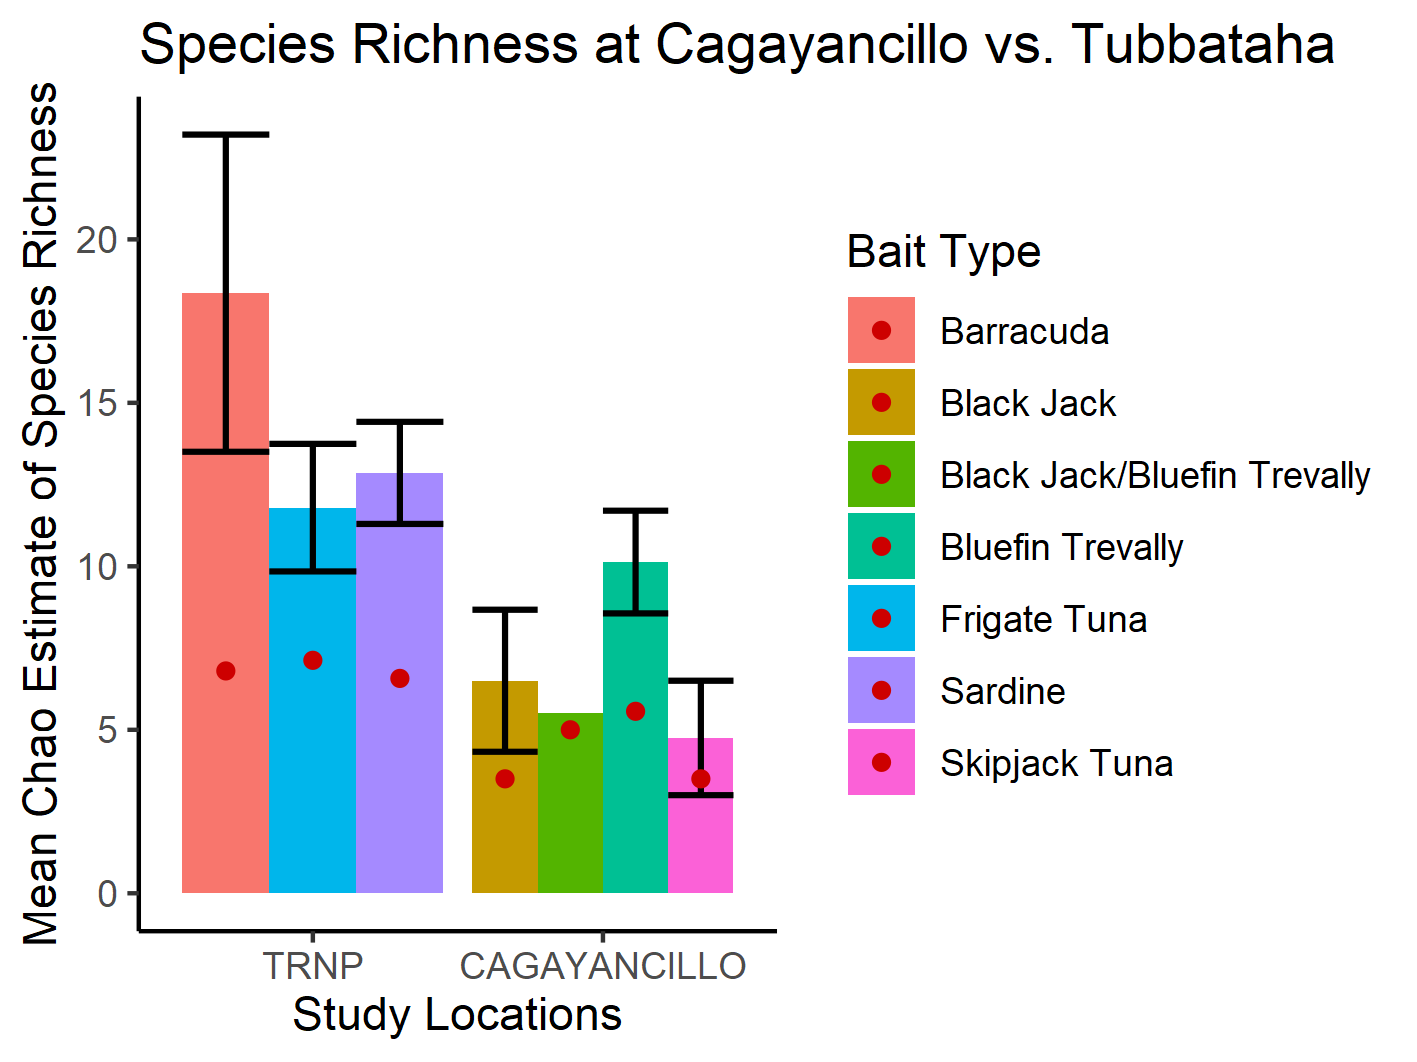 Species Richness at Cagayancillo vs. Tubbataha
Mean Chao Estimate of Species Richness
20
15
10
5
0
TRNP
CAGAYANCILLO
Study Locations
Bait Type
Barracuda
Black Jack
Black Jack/Bluefin Trevally
Bluefin Trevally
Frigate Tuna
Sardine
Skipjack Tuna